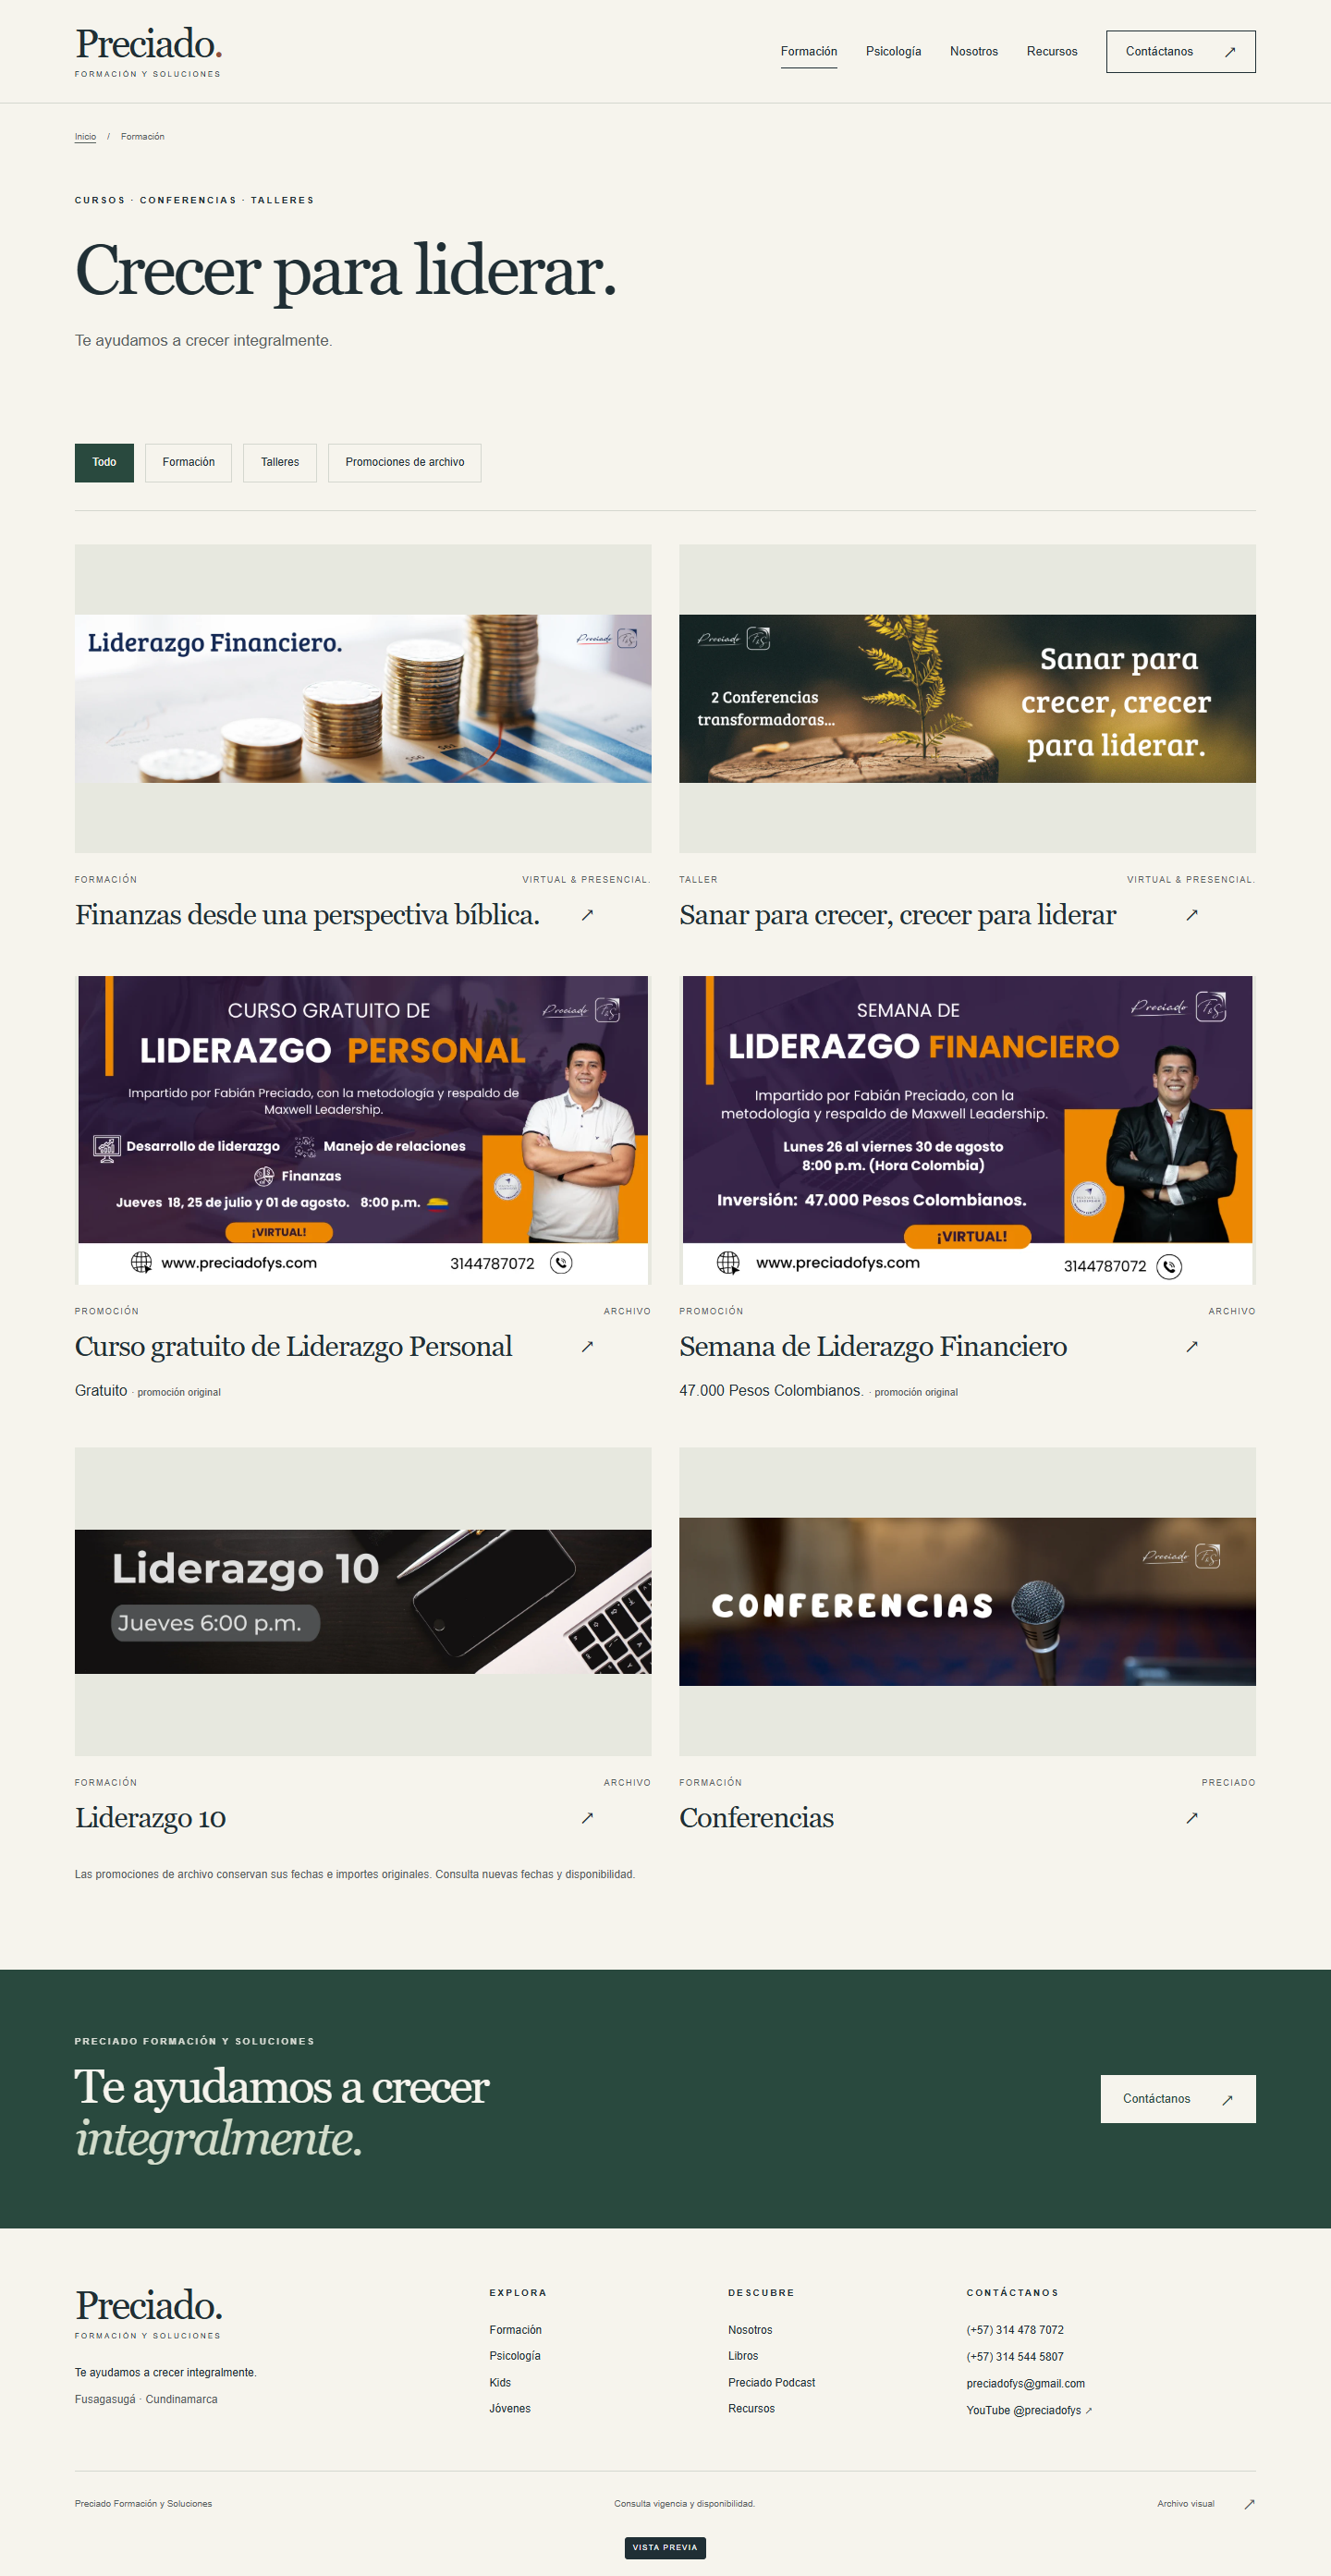 Preciado.
FORMACIÓN Y SOLUCIONES
Formación
Psicología
Nosotros
Recursos
Contáctanos ↗
Inicio / Formación
CURSOS · CONFERENCIAS · TALLERES
Crecer para liderar.
Te ayudamos a crecer integralmente.
Todo
Formación
Talleres
Promociones de archivo
Liderazgo Financiero.
Preciado
FORMACIÓN
VIRTUAL & PRESENCIAL.
Finanzas desde una perspectiva bíblica. ↗
Preciado
2 Conferencias
transformadoras...
Sanar para
crecer, crecer
para liderar.
TALLER
VIRTUAL & PRESENCIAL.
Sanar para crecer, crecer para liderar ↗
CURSO GRATUITO DE
Preciado
LIDERAZGO PERSONAL
Impartido por Fabián Preciado, con la metodología y respaldo de
Maxwell Leadership.
Desarrollo de liderazgo
Manejo de relaciones
Finanzas
Jueves 18, 25 de julio y 01 de agosto. 8:00 p.m.
¡VIRTUAL!
www.preciadofys.com
3144787072
PROMOCIÓN
ARCHIVO
Curso gratuito de Liderazgo Personal ↗
Gratuito · promoción original
SEMANA DE
Preciado
LIDERAZGO FINANCIERO
Impartido por Fabián Preciado, con la
metodología y respaldo de Maxwell Leadership.
Lunes 26 al viernes 30 de agosto
8:00 p.m. (Hora Colombia)
Inversión: 47.000 Pesos Colombianos.
¡VIRTUAL!
www.preciadofys.com
3144787072
PROMOCIÓN
ARCHIVO
Semana de Liderazgo Financiero ↗
47.000 Pesos Colombianos. · promoción original
Liderazgo 10
Jueves 6:00 p.m.
FORMACIÓN
ARCHIVO
Liderazgo 10 ↗
Preciado
CONFERENCIAS
FORMACIÓN
PRECIADO
Conferencias ↗
Las promociones de archivo conservan sus fechas e importes originales. Consulta nuevas fechas y disponibilidad.
PRECIADO FORMACIÓN Y SOLUCIONES
Te ayudamos a crecer
integralmente.
Contáctanos ↗
Preciado.
FORMACIÓN Y SOLUCIONES
Te ayudamos a crecer integralmente.
Fusagasugá · Cundinamarca
EXPLORA
Formación
Psicología
Kids
Jóvenes
DESCUBRE
Nosotros
Libros
Preciado Podcast
Recursos
CONTÁCTANOS
(+57) 314 478 7072
(+57) 314 544 5807
preciadofys@gmail.com
YouTube @preciadofys ↗
Preciado Formación y Soluciones
Consulta vigencia y disponibilidad.
Archivo visual ↗
VISTA PREVIA